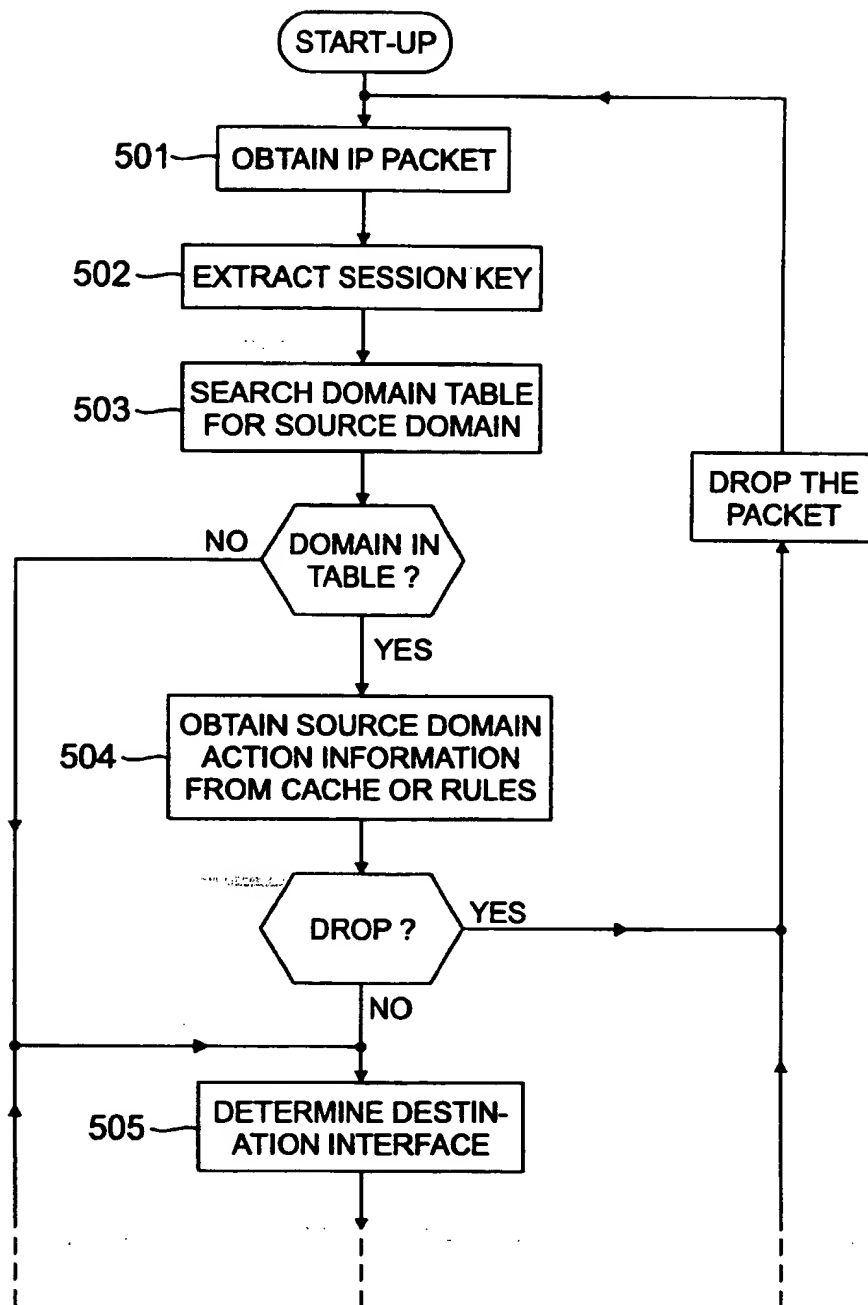 START-UP
501
OBTAIN IP PACKET
502
EXTRACT SESSION KEY
503
SEARCH DOMAIN TABLE
FOR SOURCE DOMAIN
DROP THE
PACKET
NO
DOMAIN IN
TABLE ?
YES
504
OBTAIN SOURCE DOMAIN
ACTION INFORMATION
FROM CACHE OR RULES
DROP ?
YES
NO
505
DETERMINE DESTIN-
ATION INTERFACE